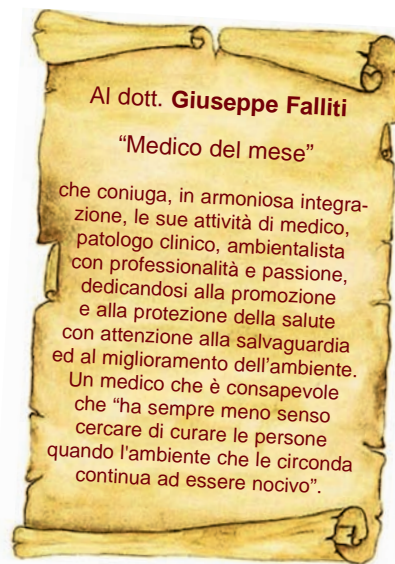 Al dott. Giuseppe Falliti
“Medico del mese”
che coniuga, in armoniosa integra-
zione, le sue attività di medico,
patologo clinico, ambientalista
con professionalità e passione,
dedicandosi alla promozione
e alla protezione della salute
con attenzione alla salvaguardia
ed al miglioramento dell’ambiente.
Un medico che è consapevole
che “ha sempre meno senso
cercare di curare le persone
quando l'ambiente che le circonda
continua ad essere nocivo”.